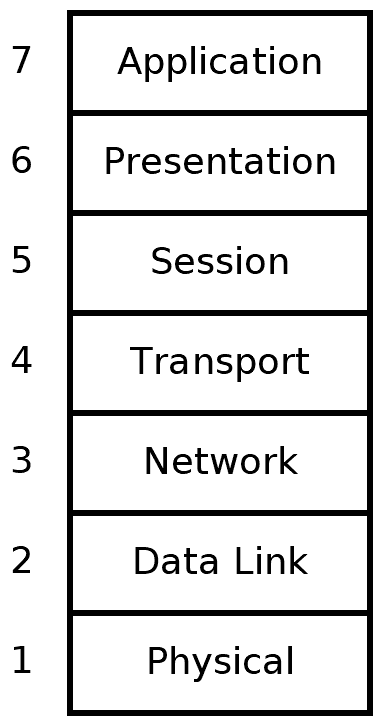 7 Application
6 Presentation
5 Session
4 Transport
3 Network
2 Data Link
1 Physical